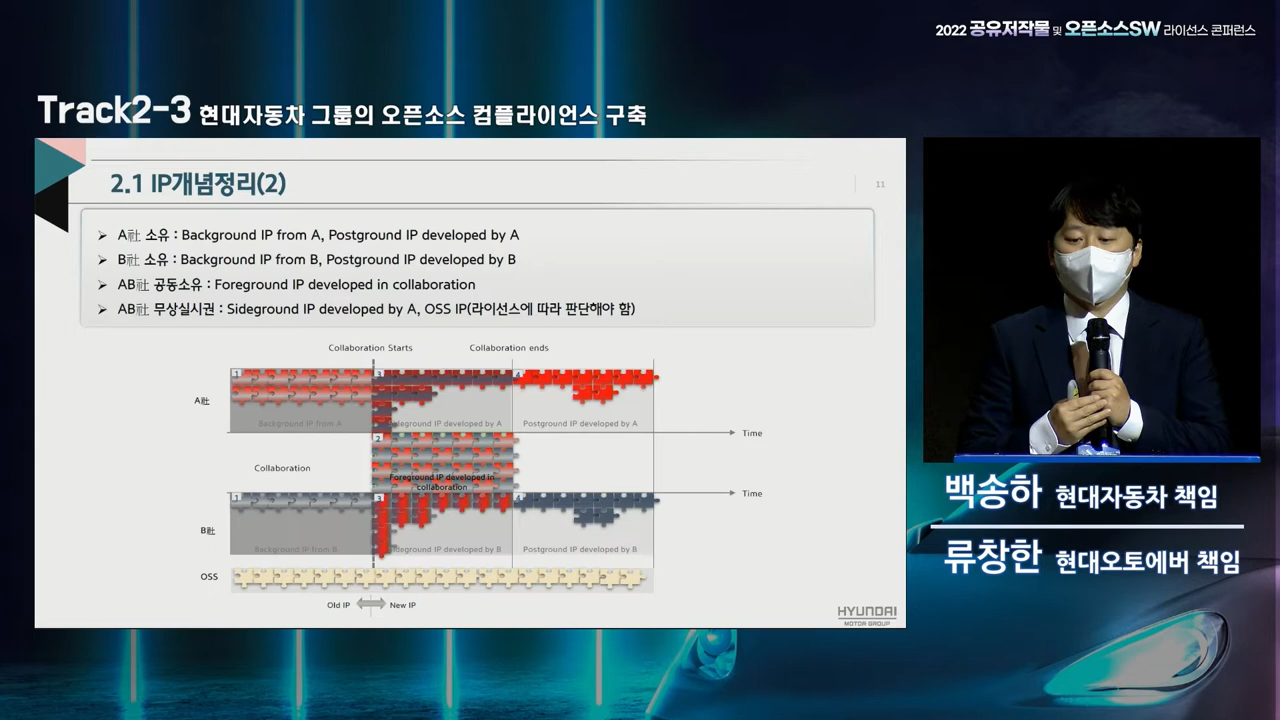 2022 공유저작물 및 오픈소스SW 라이선스 콘퍼런스
Track2-3 현대자동차 그룹의 오픈소스 컴플라이언스 구축
2.1 IP개념정리(2)
11
➢ A社 소유 : Background IP from A, Postground IP developed by A
➢ B社 소유 : Background IP from B, Postground IP developed by B
➢ AB社 공동소유 : Foreground IP developed in collaboration
➢ AB社 무상실시권 : Sideground IP developed by A, OSS IP(라이선스에 따라 판단해야 함)
Collaboration Starts
Collaboration ends
1
3
4
A社
Background IP from A
Sideground IP developed by A
Postground IP developed by A
Time
2
Collaboration
Foreground IP developed in
collaboration
Time
1
3
4
B社
Background IP from B
Sideground IP developed by B
Postground IP developed by B
OSS
Old IP
New IP
HYUNDAI
MOTOR GROUP
백송하 현대자동차 책임
류창한 현대오토에버 책임